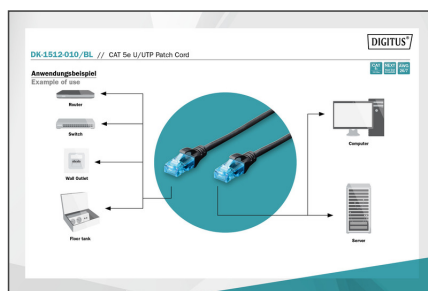 DIGITUS®
DK-1512-010/BL // CAT 5e U/UTP Patch Cord
Anwendungsbeispiel
Example of use
Router
Switch
Wall Outlet
Floor tank
Computer
Server